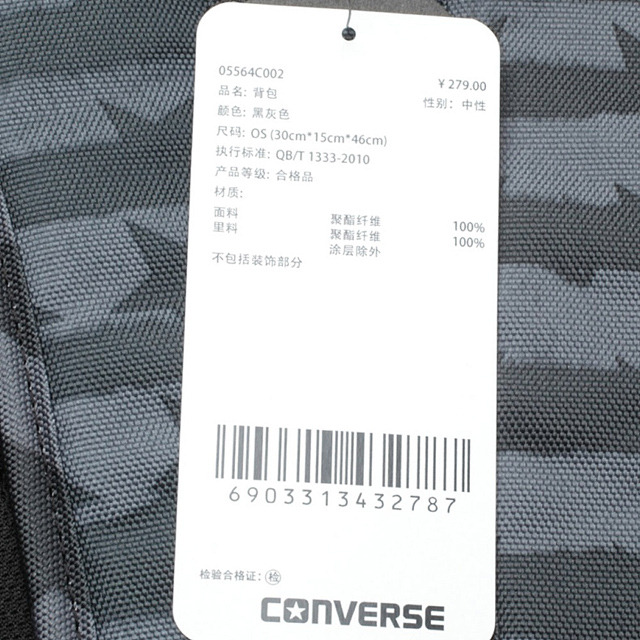 05564C002
¥ 279.00
品名: 背包
性别: 中性
颜色: 黑灰色
尺码: OS (30cm*15cm*46cm)
执行标准: QB/T 1333-2010
产品等级: 合格品
材质:
面料 聚酯纤维 100%
里料 聚酯纤维 100%
涂层除外
不包括装饰部分
6903313432787
检验合格证: 检
CONVERSE